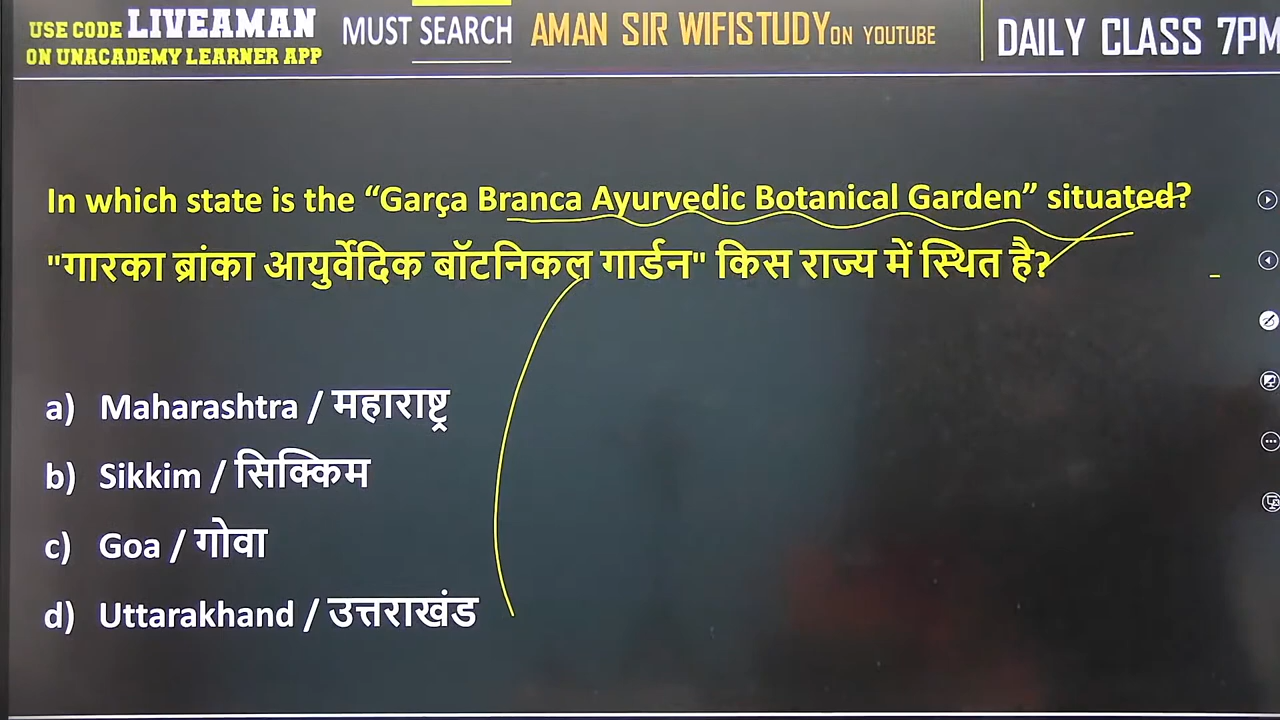 USE CODE LIVEAMAN MUST SEARCH AMAN SIR WIFISTUDY ON YOUTUBE DAILY CLASS 7PM
ON UNACADEMY LEARNER APP
In which state is the “Garça Branca Ayurvedic Botanical Garden” situated?
"गारका ब्रांका आयुर्वेदिक बॉटनिकल गार्डन" किस राज्य में स्थित है?
a) Maharashtra / महाराष्ट्र
b) Sikkim / सिक्किम
c) Goa / गोवा
d) Uttarakhand / उत्तराखंड